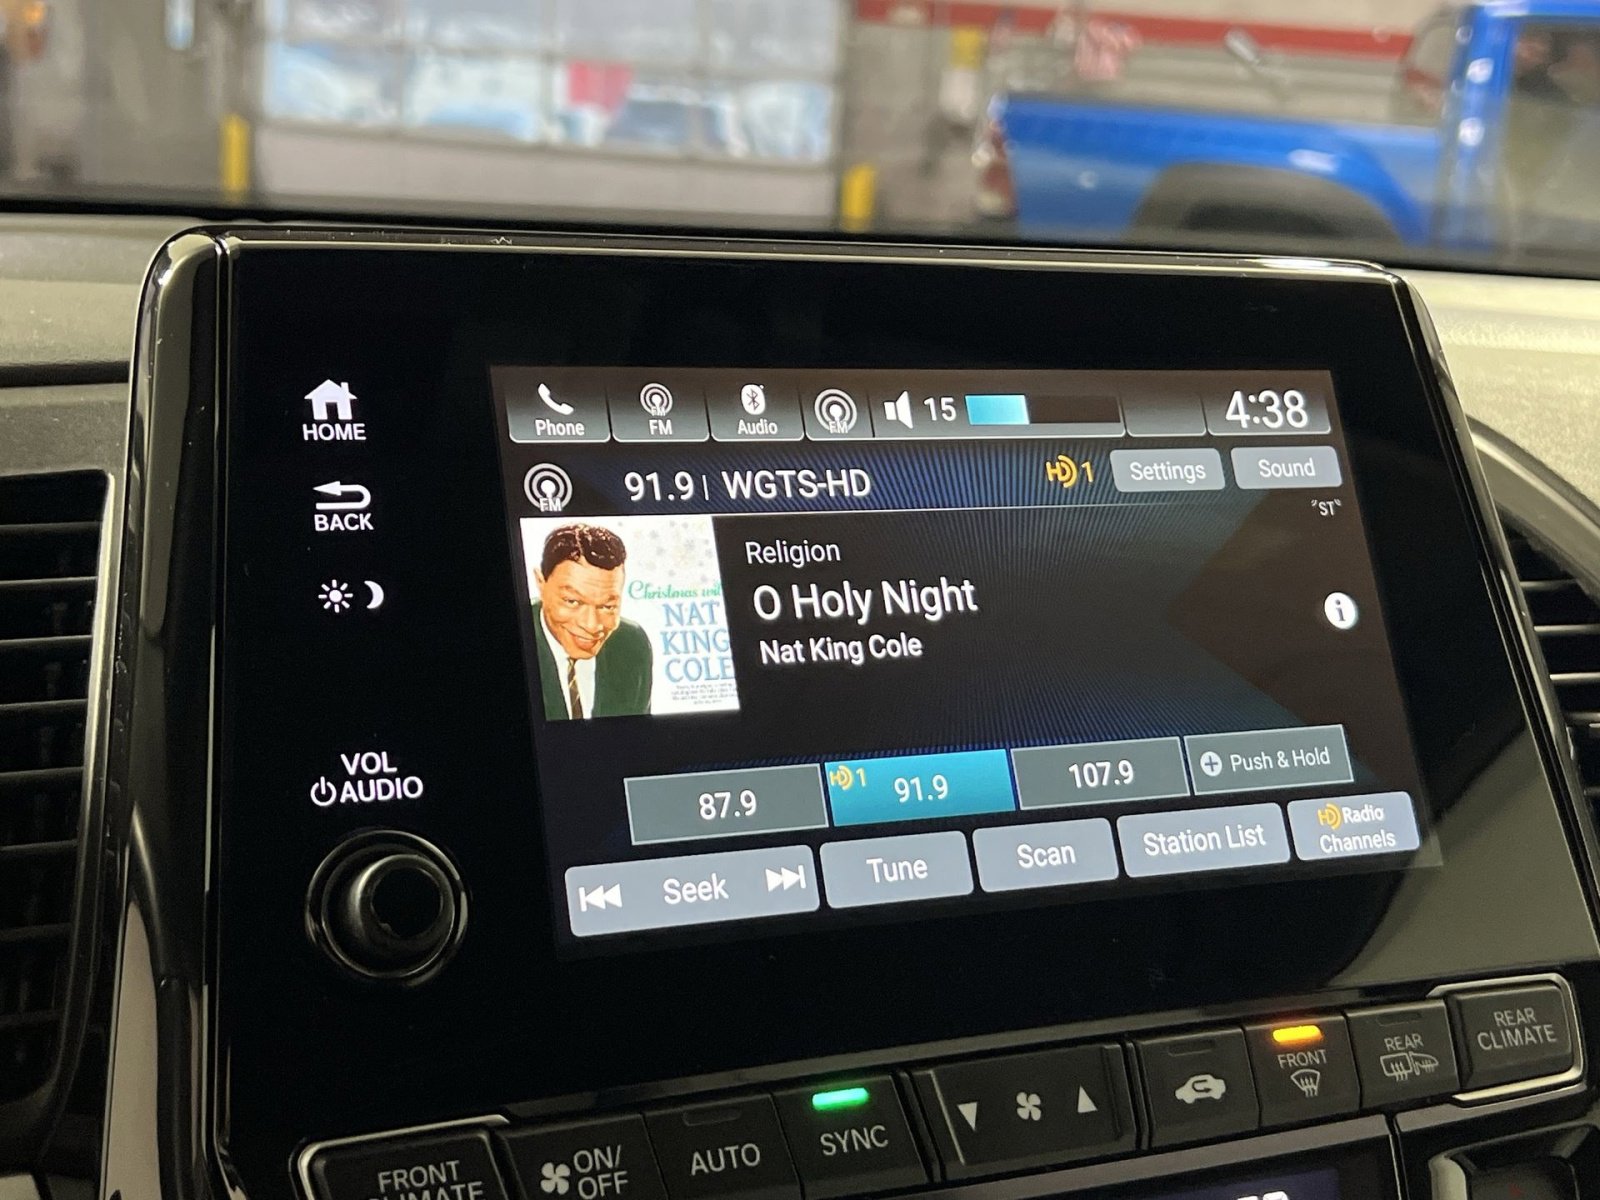 HOME
BACK
VOL
AUDIO
Phone
FM
FM
Audio
FM
15
4:38
FM
91.9 | WGTS-HD
HD 1
Settings
Sound
"ST"
Christmas
NAT
KING
COLE
Religion
O Holy Night
Nat King Cole
i
87.9
HD 1
91.9
107.9
Push & Hold
Seek
Tune
Scan
Station List
HD Radio
Channels
FRONT
CLIMATE
ON/
OFF
AUTO
SYNC
FRONT
REAR
REAR
CLIMATE